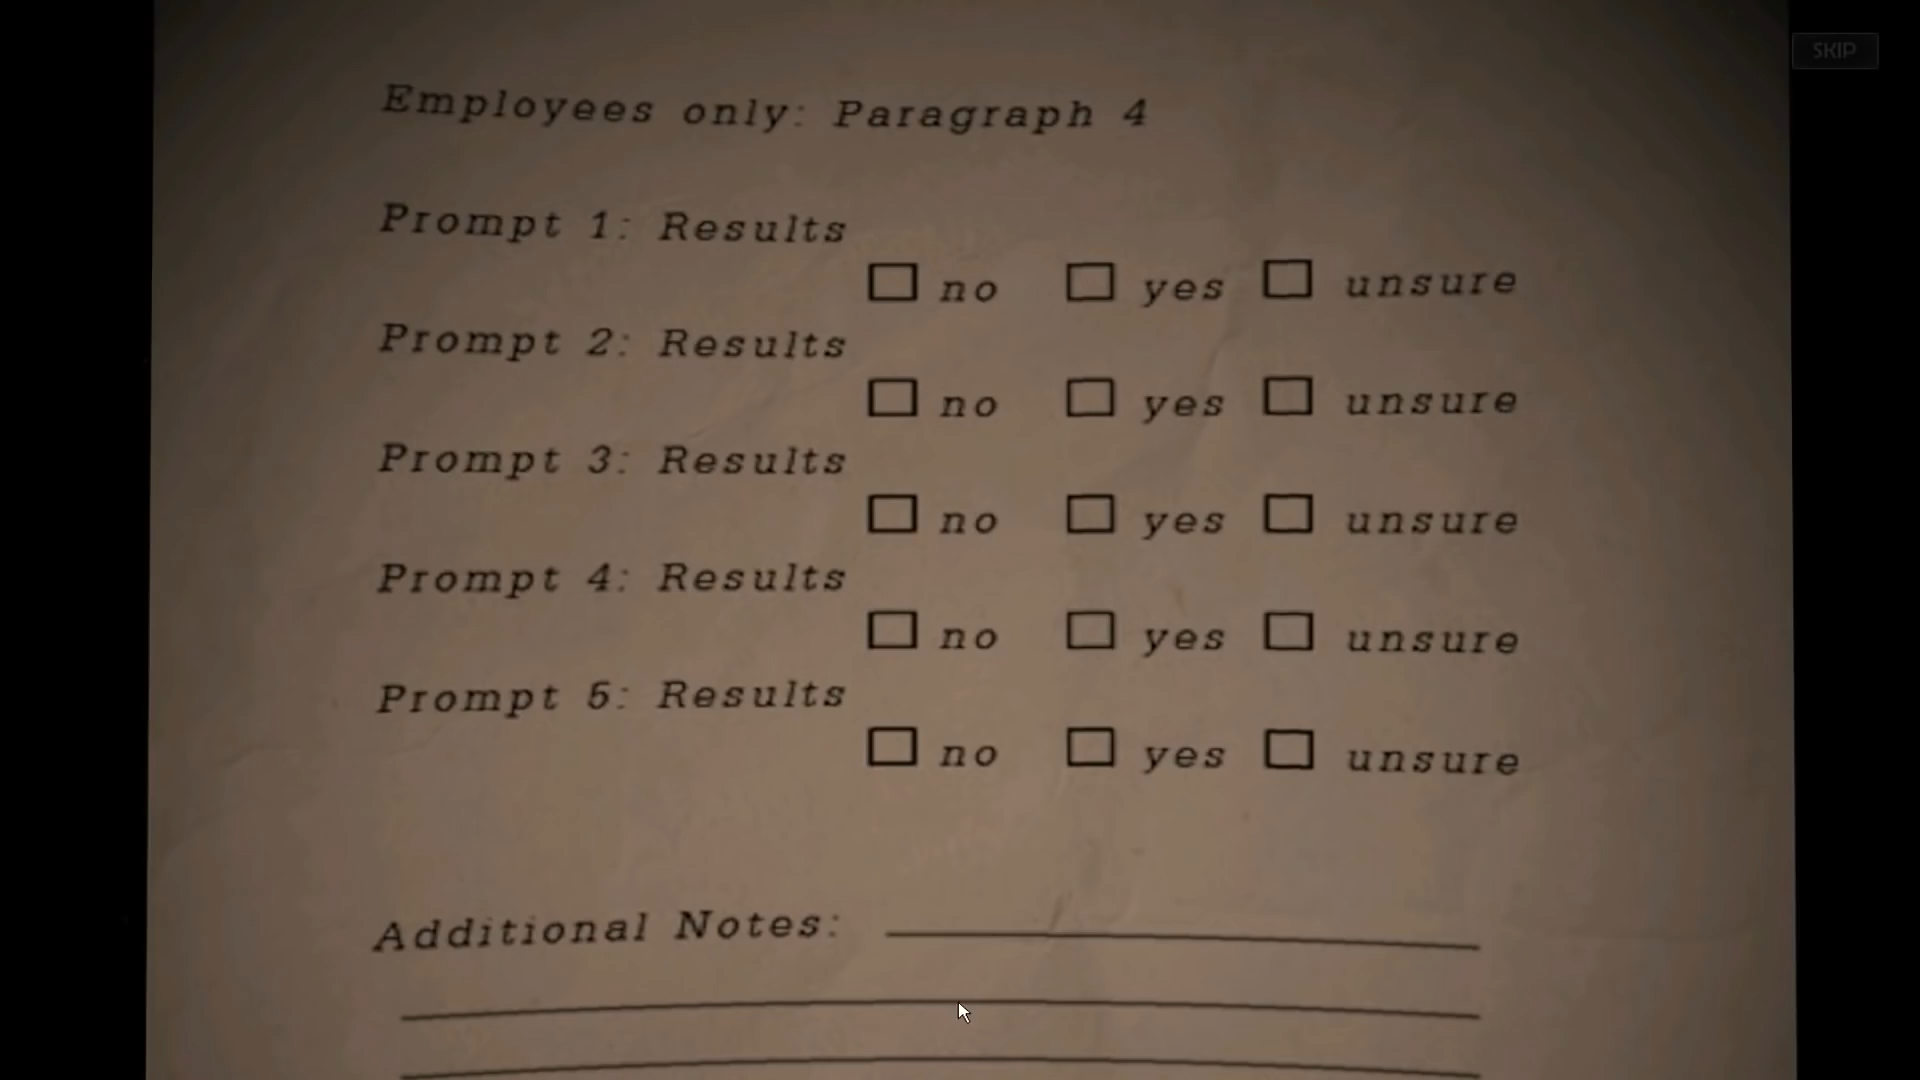 SKIP
Employees only: Paragraph 4
Prompt 1: Results
no yes unsure
Prompt 2: Results
no yes unsure
Prompt 3: Results
no yes unsure
Prompt 4: Results
no yes unsure
Prompt 5: Results
no yes unsure
Additional Notes: